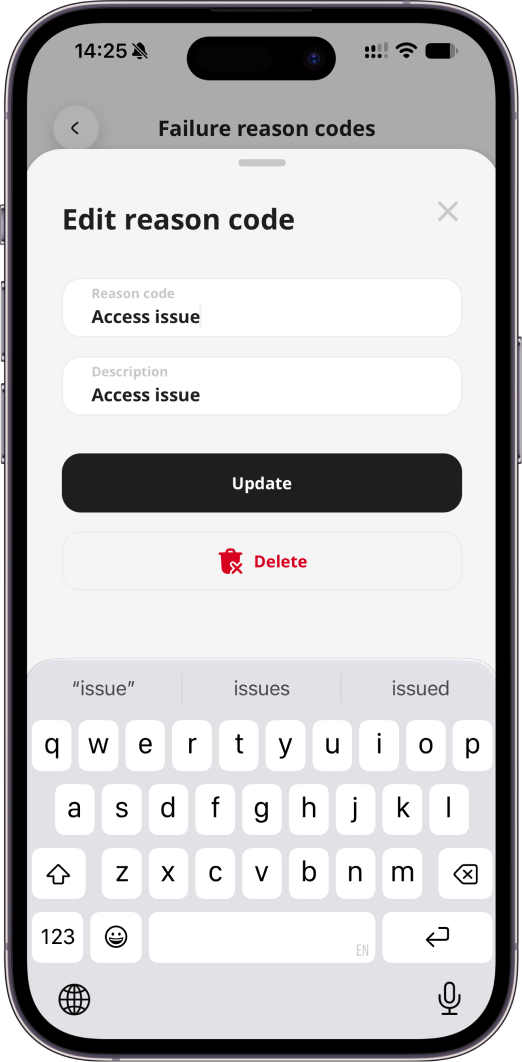 14:25
Failure reason codes
Edit reason code
Reason code
Access issue
Description
Access issue
Update
Delete
“issue” issues issued
q w e r t y u i o p
a s d f g h j k l
z x c v b n m
123 EN